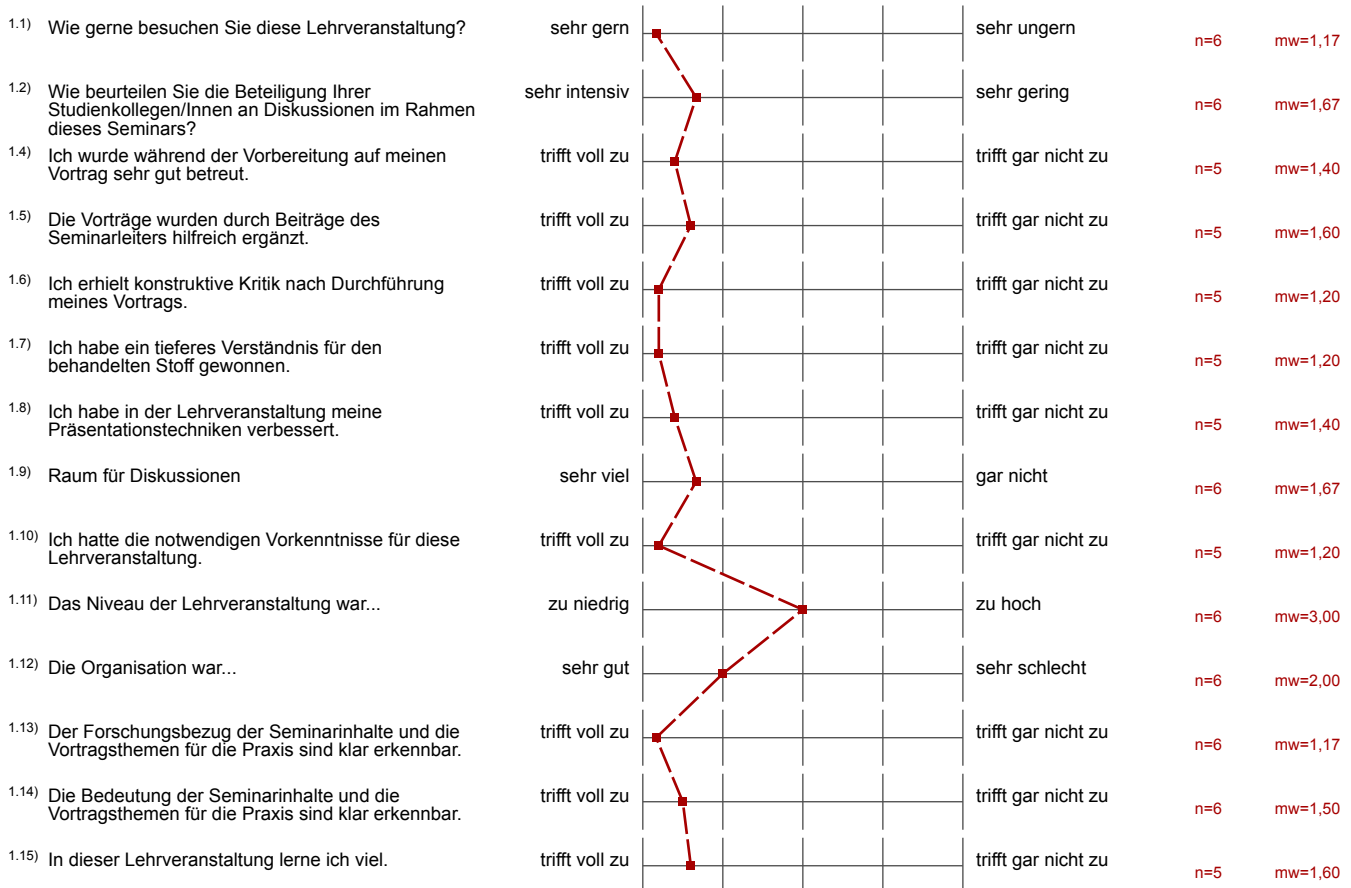 1.1) Wie gerne besuchen Sie diese Lehrveranstaltung? sehr gern sehr ungern n=6 mw=1,17
1.2) Wie beurteilen Sie die Beteiligung Ihrer sehr intensiv sehr gering n=6 mw=1,67
Studienkollegen/Innen an Diskussionen im Rahmen
dieses Seminars?
1.4) Ich wurde während der Vorbereitung auf meinen trifft voll zu trifft gar nicht zu n=5 mw=1,40
Vortrag sehr gut betreut.
1.5) Die Vorträge wurden durch Beiträge des trifft voll zu trifft gar nicht zu n=5 mw=1,60
Seminarleiters hilfreich ergänzt.
1.6) Ich erhielt konstruktive Kritik nach Durchführung trifft voll zu trifft gar nicht zu n=5 mw=1,20
meines Vortrags.
1.7) Ich habe ein tieferes Verständnis für den trifft voll zu trifft gar nicht zu n=5 mw=1,20
behandelten Stoff gewonnen.
1.8) Ich habe in der Lehrveranstaltung meine trifft voll zu trifft gar nicht zu n=5 mw=1,40
Präsentationstechniken verbessert.
1.9) Raum für Diskussionen sehr viel gar nicht n=6 mw=1,67
1.10) Ich hatte die notwendigen Vorkenntnisse für diese trifft voll zu trifft gar nicht zu n=5 mw=1,20
Lehrveranstaltung.
1.11) Das Niveau der Lehrveranstaltung war... zu niedrig zu hoch n=6 mw=3,00
1.12) Die Organisation war... sehr gut sehr schlecht n=6 mw=2,00
1.13) Der Forschungsbezug der Seminarinhalte und die trifft voll zu trifft gar nicht zu n=6 mw=1,17
Vortragsthemen für die Praxis sind klar erkennbar.
1.14) Die Bedeutung der Seminarinhalte und die trifft voll zu trifft gar nicht zu n=6 mw=1,50
Vortragsthemen für die Praxis sind klar erkennbar.
1.15) In dieser Lehrveranstaltung lerne ich viel. trifft voll zu trifft gar nicht zu n=5 mw=1,60